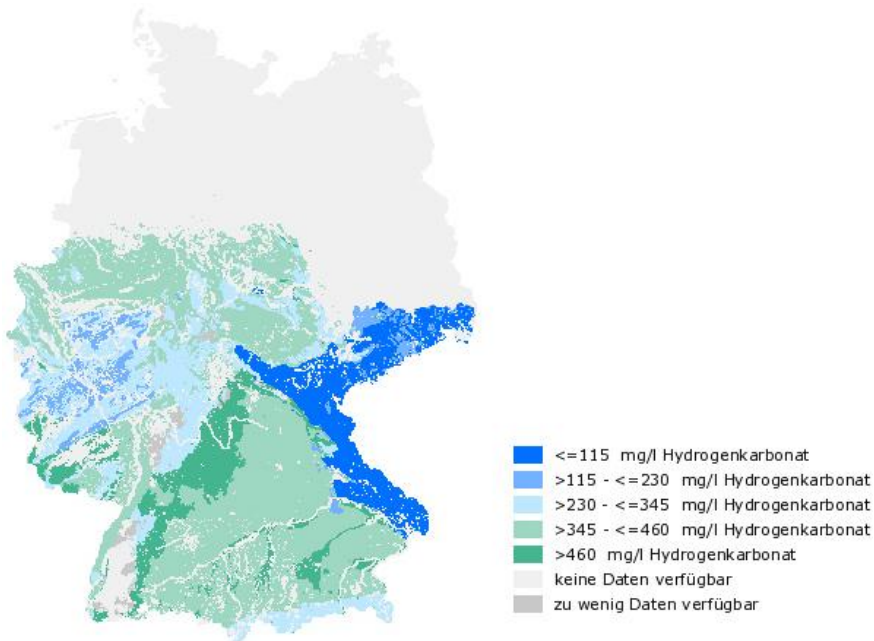 <=115 mg/l Hydrogenkarbonat
>115 - <=230 mg/l Hydrogenkarbonat
>230 - <=345 mg/l Hydrogenkarbonat
>345 - <=460 mg/l Hydrogenkarbonat
>460 mg/l Hydrogenkarbonat
keine Daten verfügbar
zu wenig Daten verfügbar